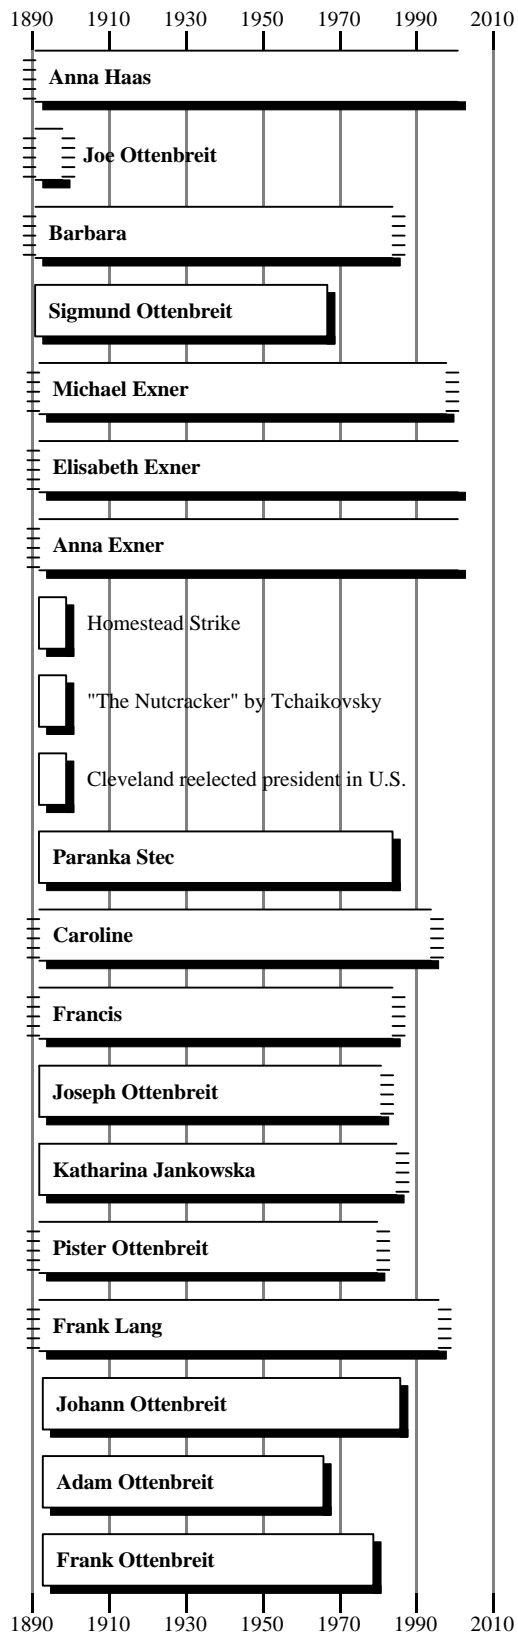 1890 1910 1930 1950 1970 1990 2010
Anna Haas
Joe Ottenbreit
Barbara
Sigmund Ottenbreit
Michael Exner
Elisabeth Exner
Anna Exner
Homestead Strike
"The Nutcracker" by Tchaikovsky
Cleveland reelected president in U.S.
Paranka Stec
Caroline
Francis
Joseph Ottenbreit
Katharina Jankowska
Pister Ottenbreit
Frank Lang
Johann Ottenbreit
Adam Ottenbreit
Frank Ottenbreit
1890 1910 1930 1950 1970 1990 2010